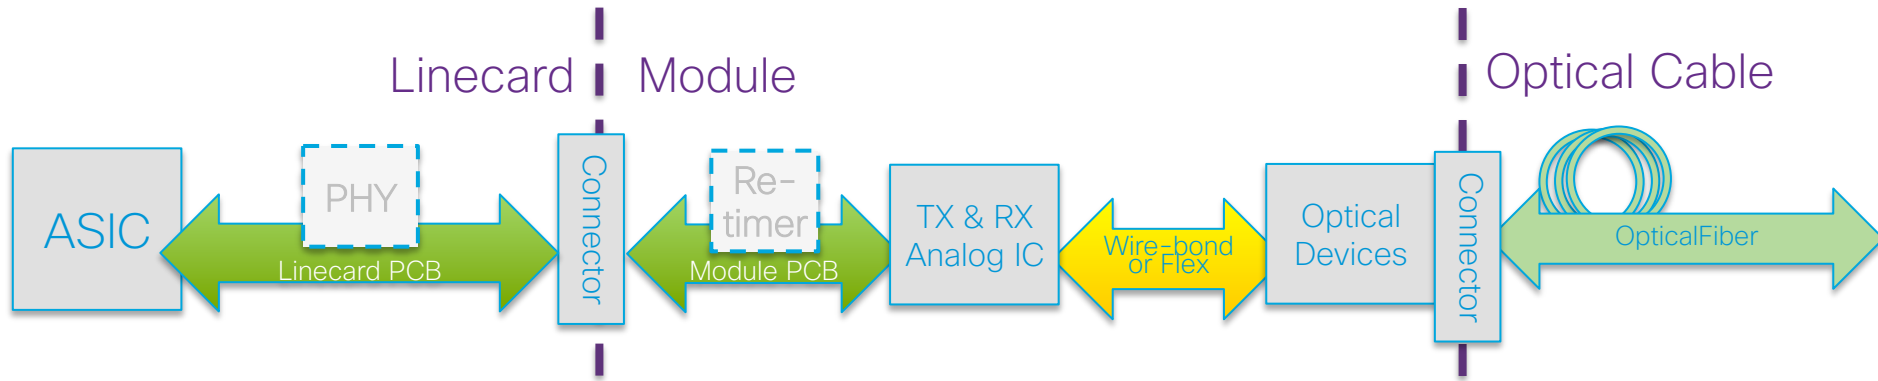 Linecard
Module
Optical Cable
ASIC
PHY
Linecard PCB
Connector
Re-
timer
Module PCB
TX & RX
Analog IC
Wire-bond
or Flex
Optical
Devices
Connector
OpticalFiber